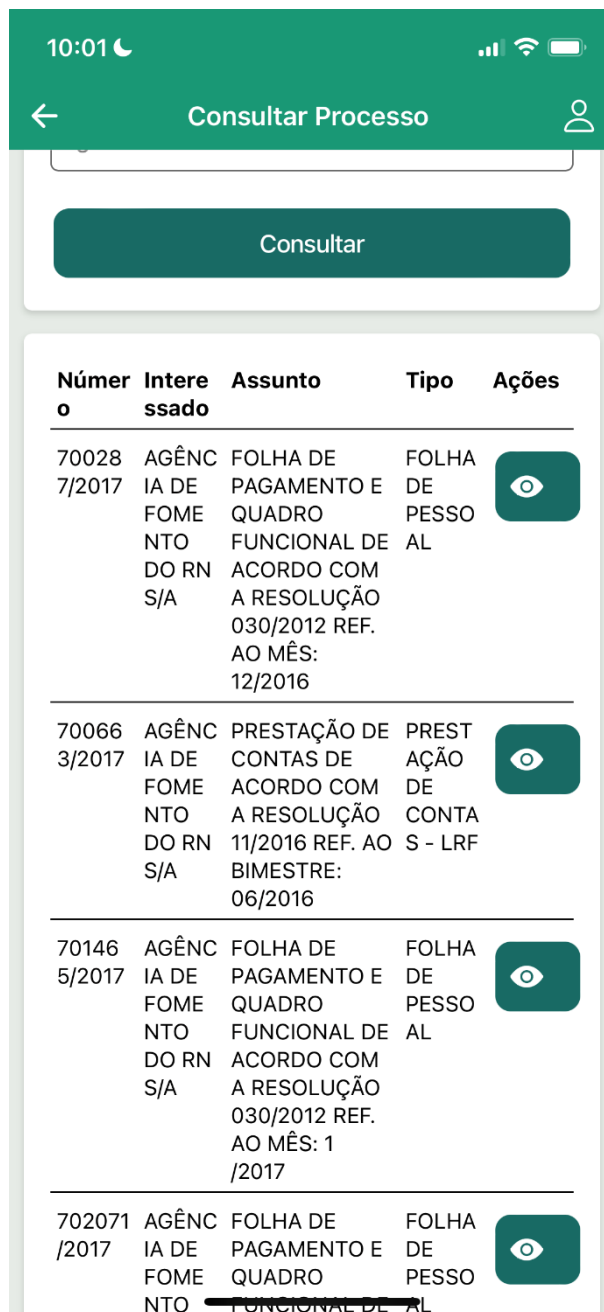 10:01
Consultar Processo
Consultar
Númer Intere Assunto Tipo Ações
o ssado
70028 AGÊNC FOLHA DE FOLHA
7/2017 IA DE PAGAMENTO E DE
FOME QUADRO PESSO
NTO FUNCIONAL DE AL
DO RN ACORDO COM
S/A A RESOLUÇÃO
030/2012 REF.
AO MÊS:
12/2016
70066 AGÊNC PRESTAÇÃO DE PREST
3/2017 IA DE CONTAS DE AÇÃO
FOME ACORDO COM DE
NTO A RESOLUÇÃO CONTA
DO RN 11/2016 REF. AO S - LRF
S/A BIMESTRE:
06/2016
70146 AGÊNC FOLHA DE FOLHA
5/2017 IA DE PAGAMENTO E DE
FOME QUADRO PESSO
NTO FUNCIONAL DE AL
DO RN ACORDO COM
S/A A RESOLUÇÃO
030/2012 REF.
AO MÊS: 1
/2017
702071 AGÊNC FOLHA DE FOLHA
/2017 IA DE PAGAMENTO E DE
FOME QUADRO PESSO
NTO FUNCIONAL DE AL